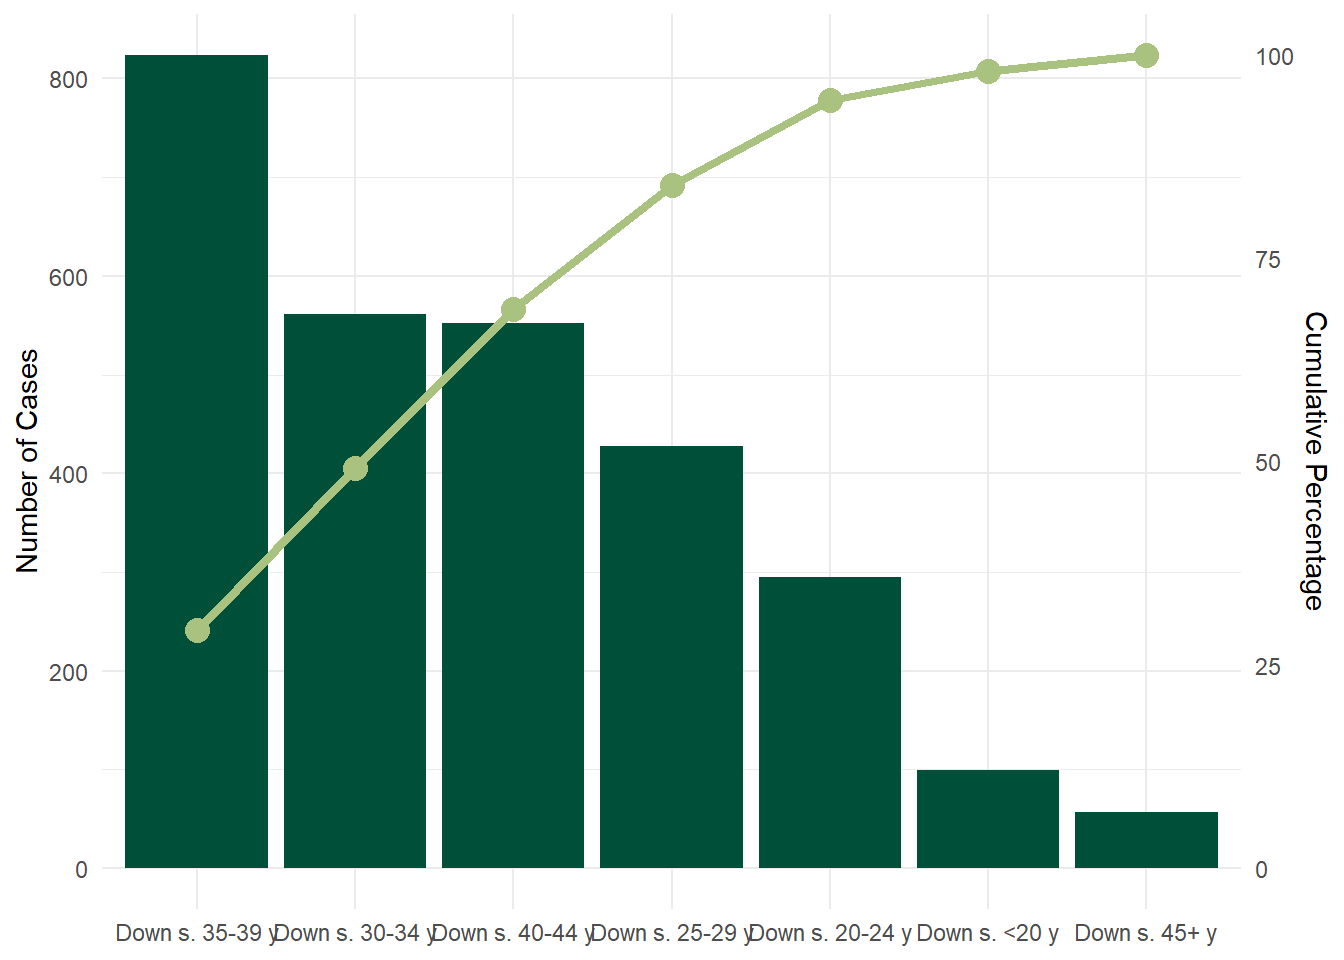 800
600
400
200
0
Number of Cases
100
75
50
25
0
Cumulative Percentage
Down s. 35-39 y
Down s. 30-34 y
Down s. 40-44 y
Down s. 25-29 y
Down s. 20-24 y
Down s. <20 y
Down s. 45+ y